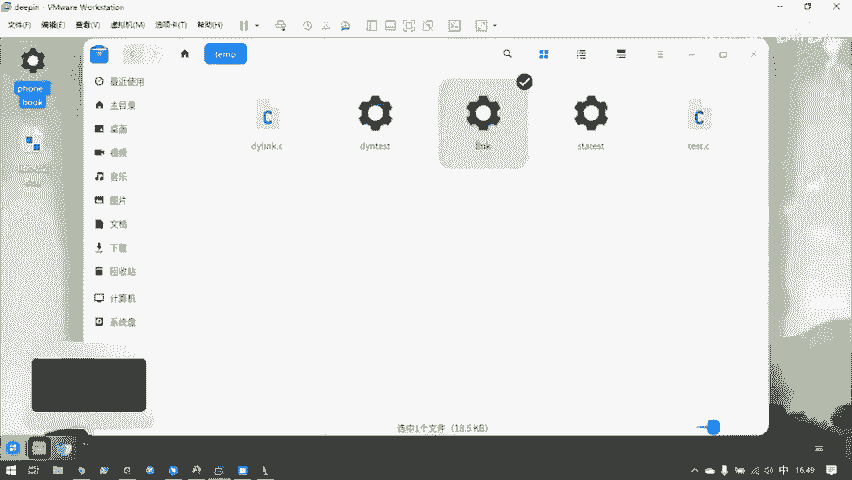 deepin - VMware Workstation
文件(F) 编辑(E) 查看(V) 虚拟机(M) 选项卡(T) 帮助(H)
phone
book
temp
最近使用
主目录
桌面
视频
音乐
图片
文档
下载
回收站
计算机
系统盘
dylink.c
dyntest
link
statest
test.c
选中1个文件 (18.5 KB)
中
16:49